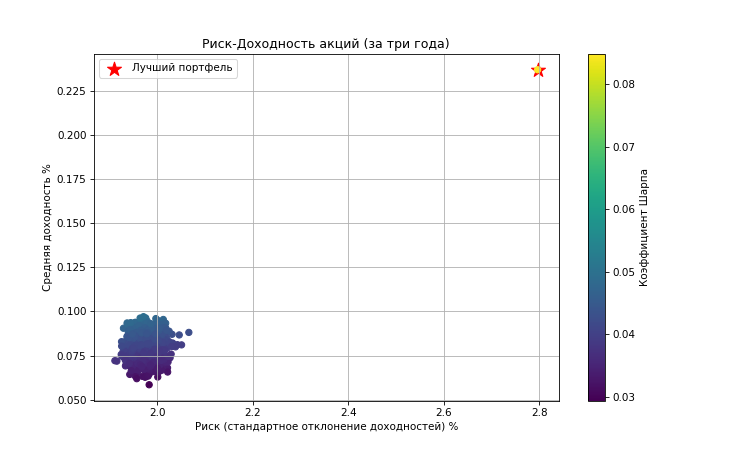 Риск-Доходность акций (за три года)
Лучший портфель
Средняя доходность %
0.225
0.200
0.175
0.150
0.125
0.100
0.075
0.050
2.0 2.2 2.4 2.6 2.8
Риск (стандартное отклонение доходностей) %
0.08
0.07
0.06
0.05
0.04
0.03
Коэффициент Шарпа